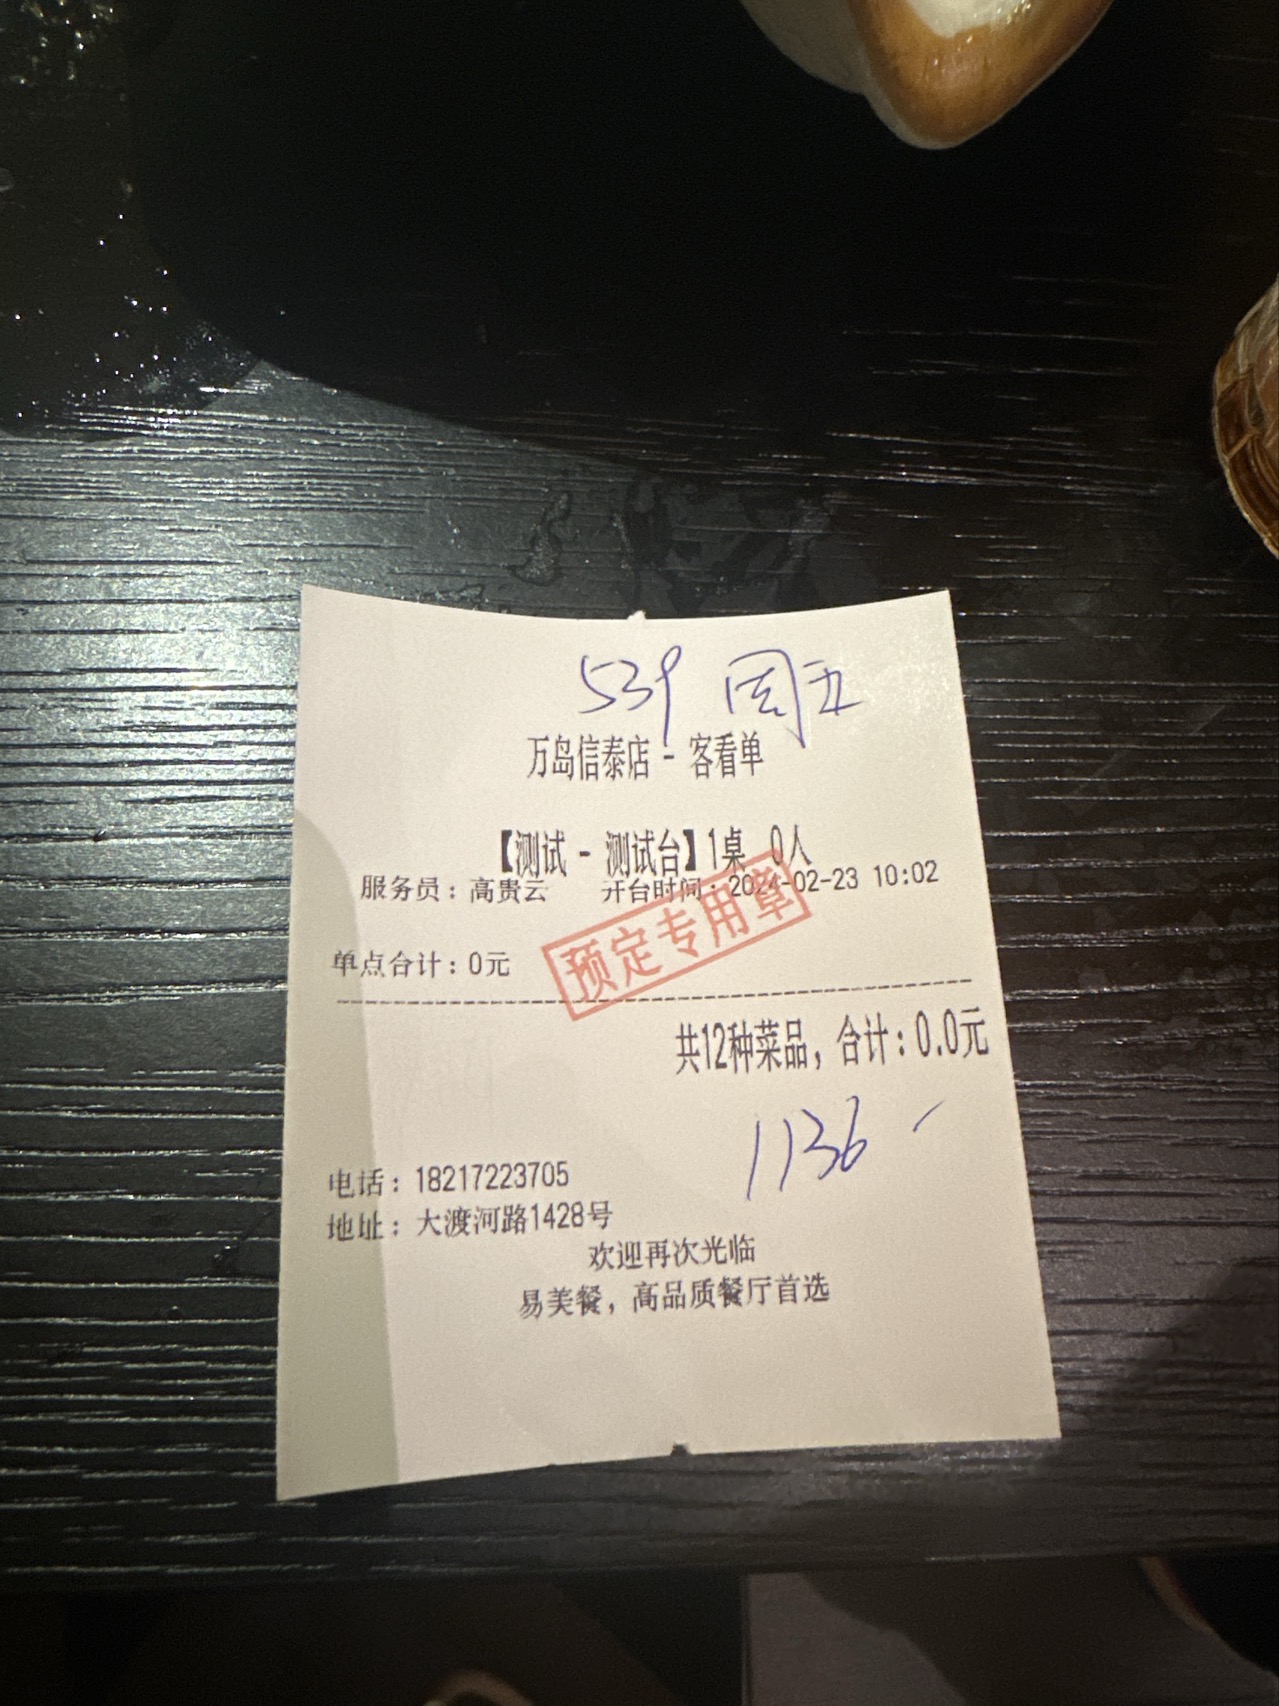 539 周五
万岛信泰店 - 客看单
【测试 - 测试台】1桌 0人
服务员：高贵云 开台时间：2024-02-23 10:02
预定专用章
单点合计：0元
共12种菜品，合计：0.0元
1136
电话：18217223705
地址：大渡河路1428号
欢迎再次光临
易美餐，高品质餐厅首选